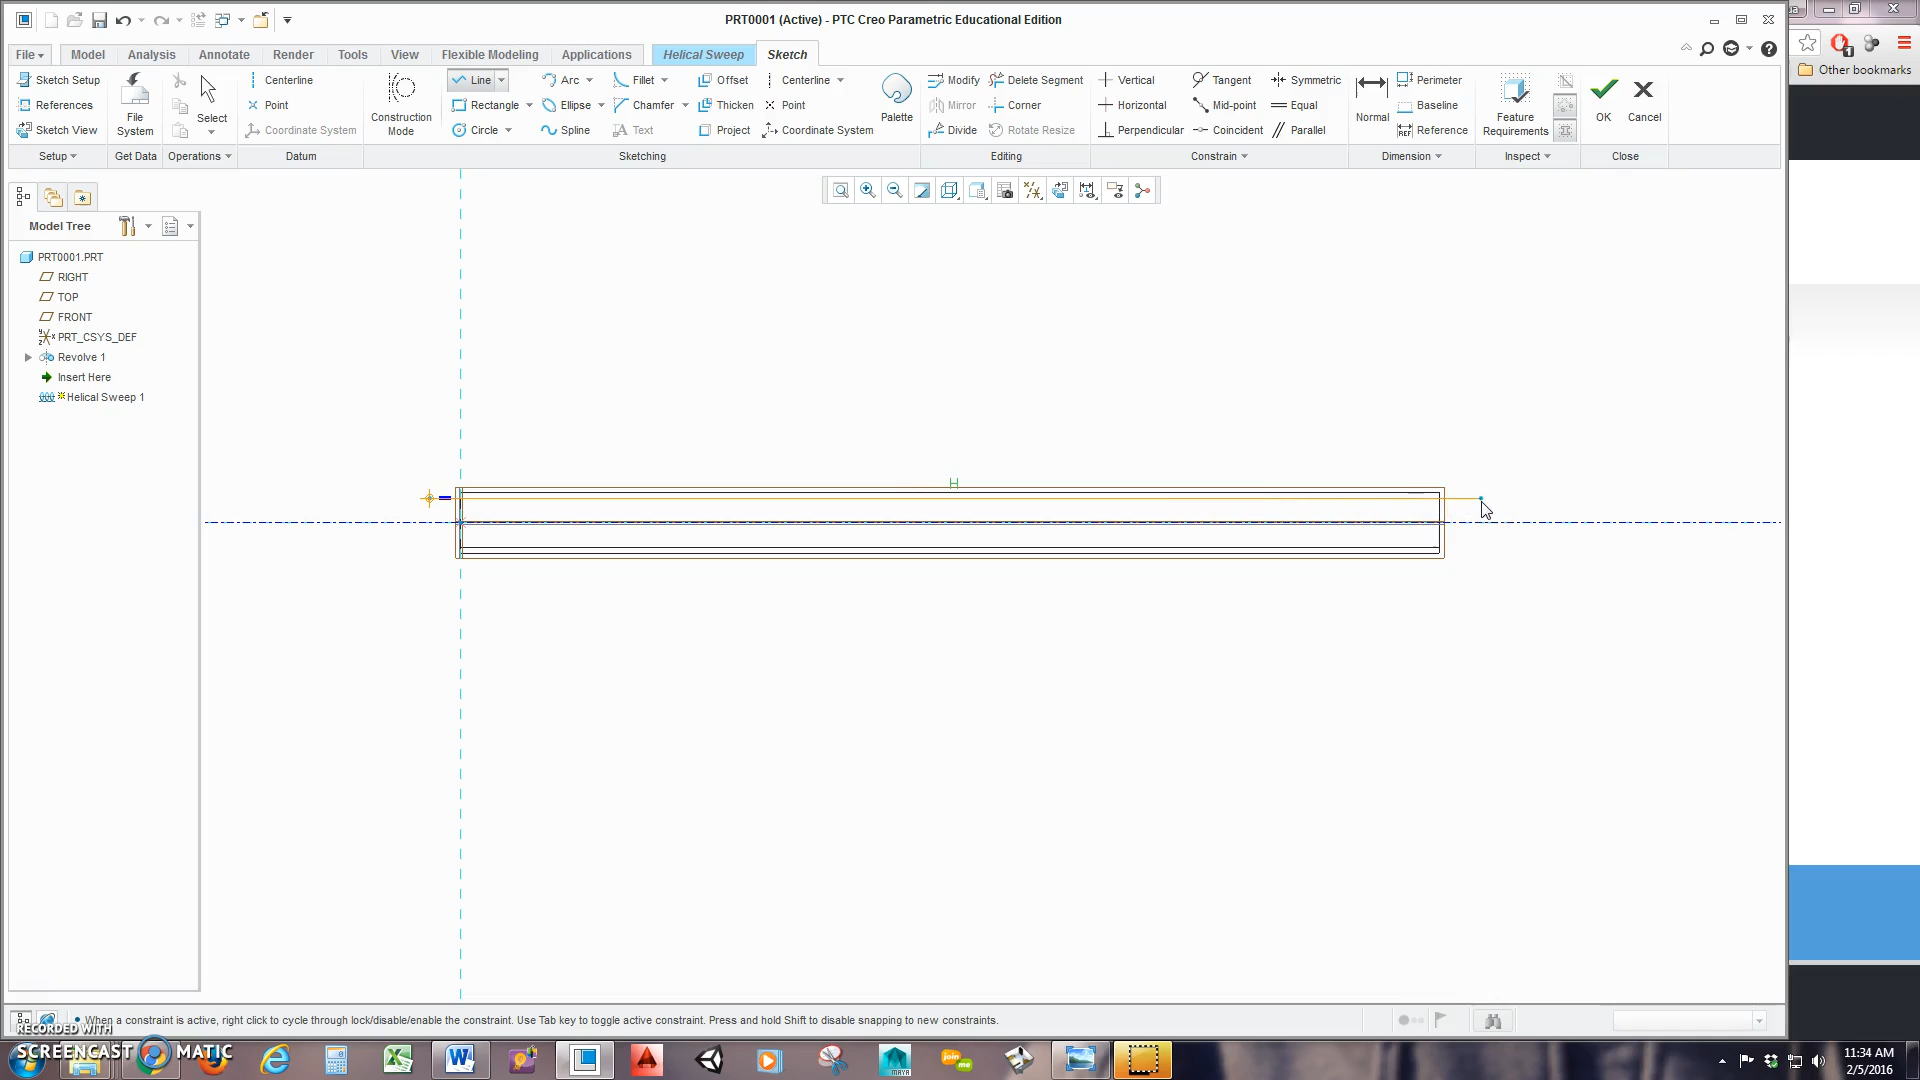 PRT0001 (Active) - PTC Creo Parametric Educational Edition
File Model Analysis Annotate Render Tools View Flexible Modeling Applications Helical Sweep Sketch
Sketch Setup
References
Sketch View
Setup
File System
Get Data
Select
Operations
Centerline
Point
Coordinate System
Datum
Construction Mode
Line Arc Fillet Offset Centerline
Rectangle Ellipse Chamfer Thicken Point
Circle Spline Text Project Coordinate System
Palette
Sketching
Modify Delete Segment
Mirror Corner
Divide Rotate Resize
Editing
Vertical Tangent Symmetric
Horizontal Mid-point Equal
Perpendicular Coincident Parallel
Constrain
Normal
Perimeter
Baseline
REF Reference
Dimension
Feature Requirements
Inspect
OK Cancel
Close
Other bookmarks
1
Model Tree
PRT0001.PRT
RIGHT
TOP
FRONT
PRT_CSYS_DEF
Revolve 1
Insert Here
Helical Sweep 1
H
When a constraint is active, right click to cycle through lock/disable/enable the constraint. Use Tab key to toggle active constraint. Press and hold Shift to disable snapping to new constraints.
RECORDED WITH
SCREENCAST MATIC
MAYA
join me
11:34 AM
2/5/2016